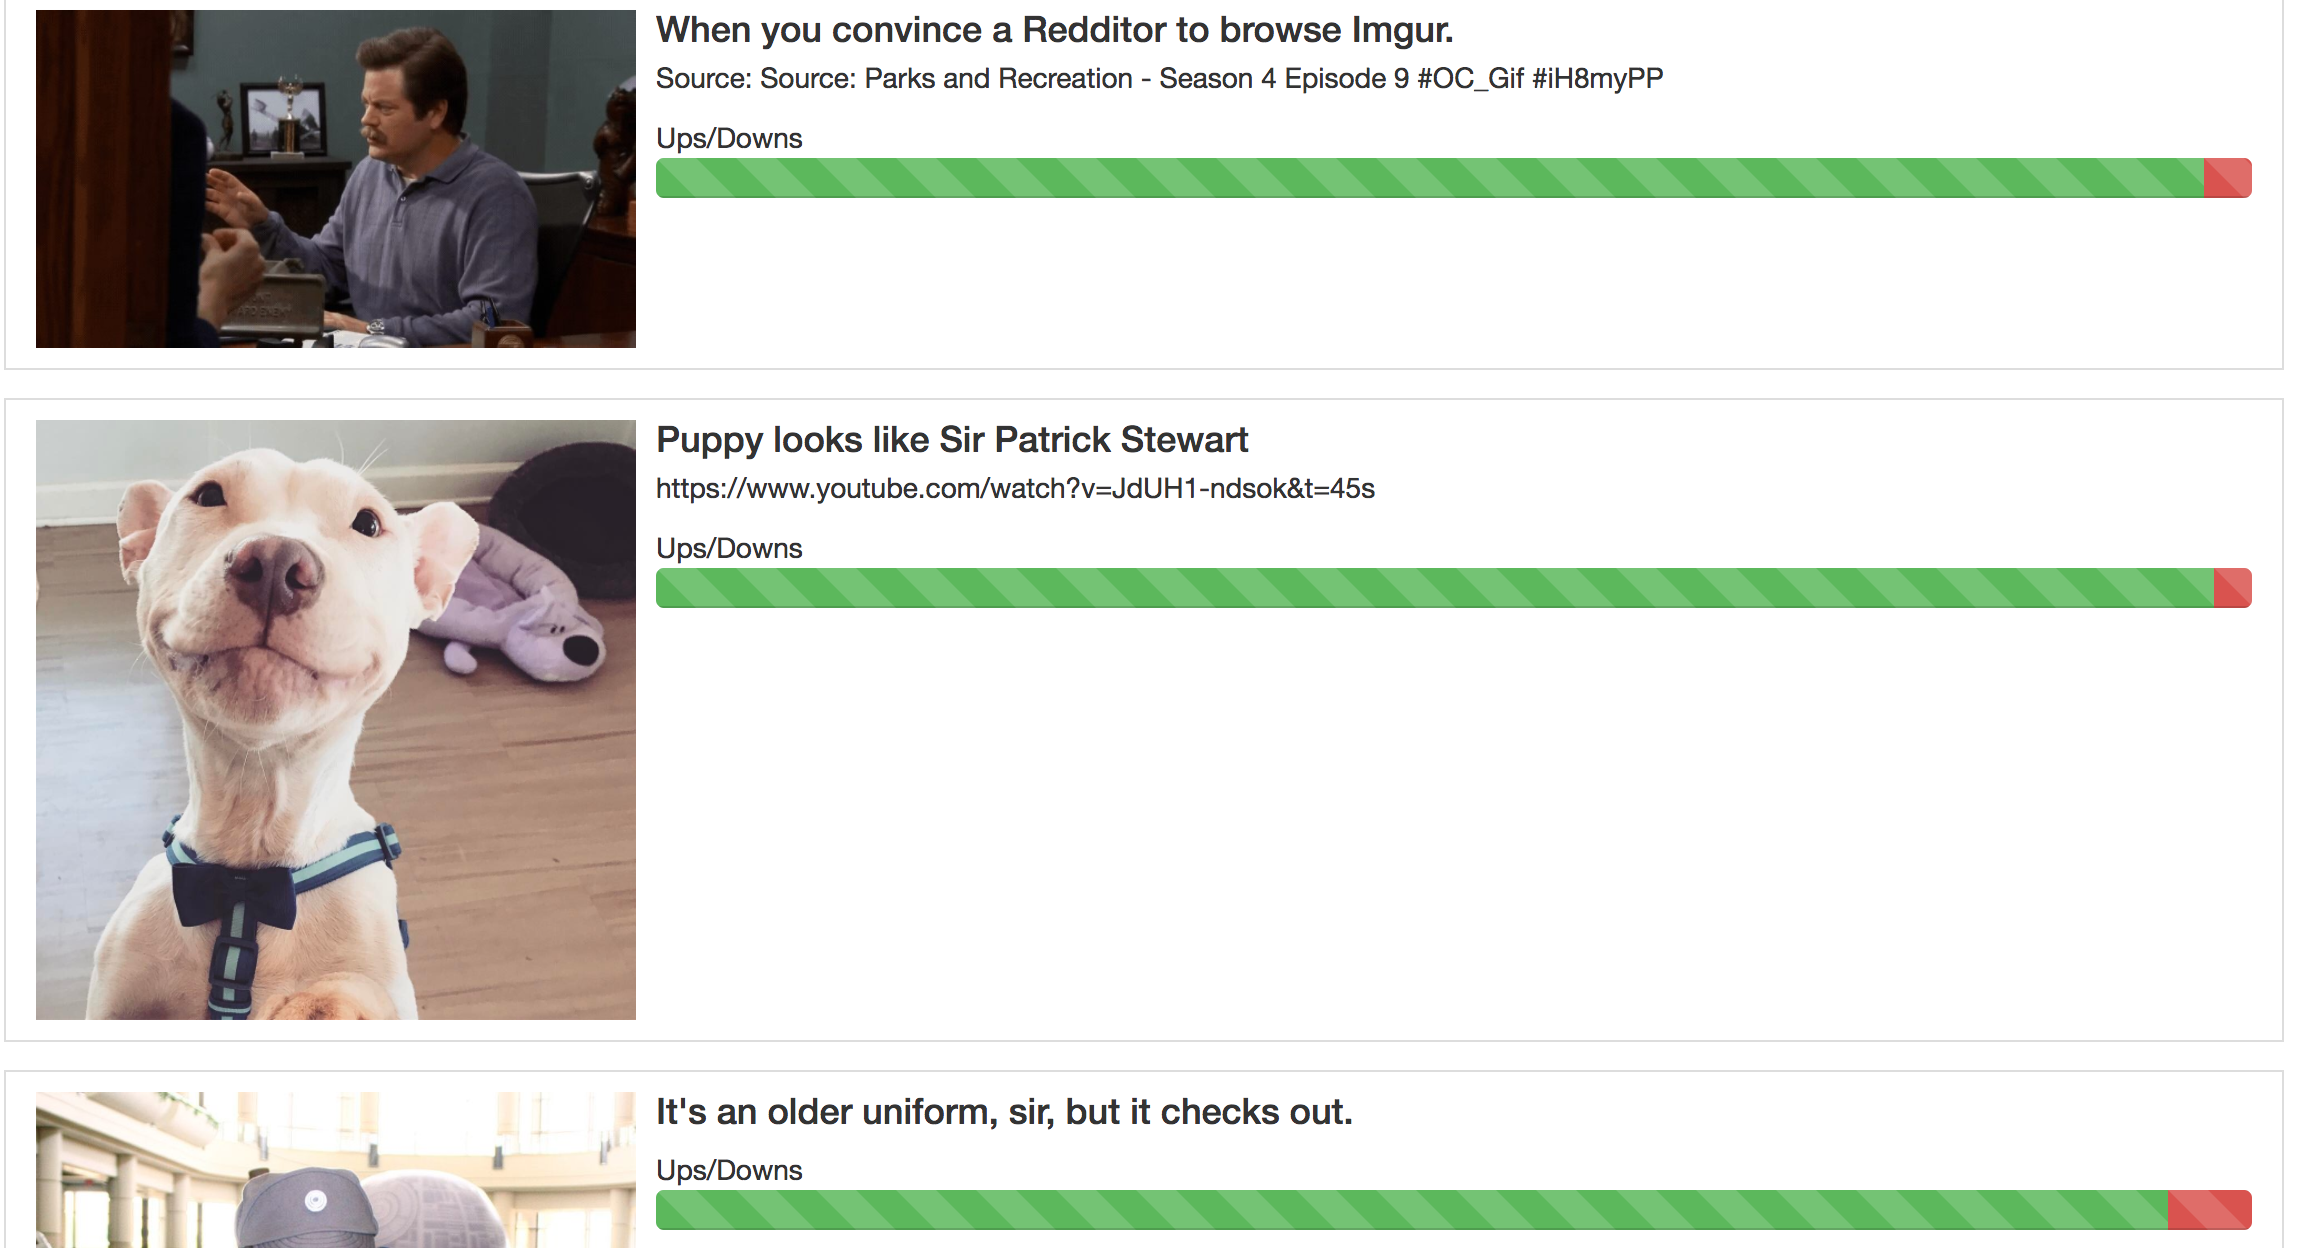 When you convince a Redditor to browse Imgur.
Source: Source: Parks and Recreation - Season 4 Episode 9 #OC_Gif #iH8myPP
Ups/Downs
Puppy looks like Sir Patrick Stewart
https://www.youtube.com/watch?v=JdUH1-ndsok&t=45s
Ups/Downs
It's an older uniform, sir, but it checks out.
Ups/Downs